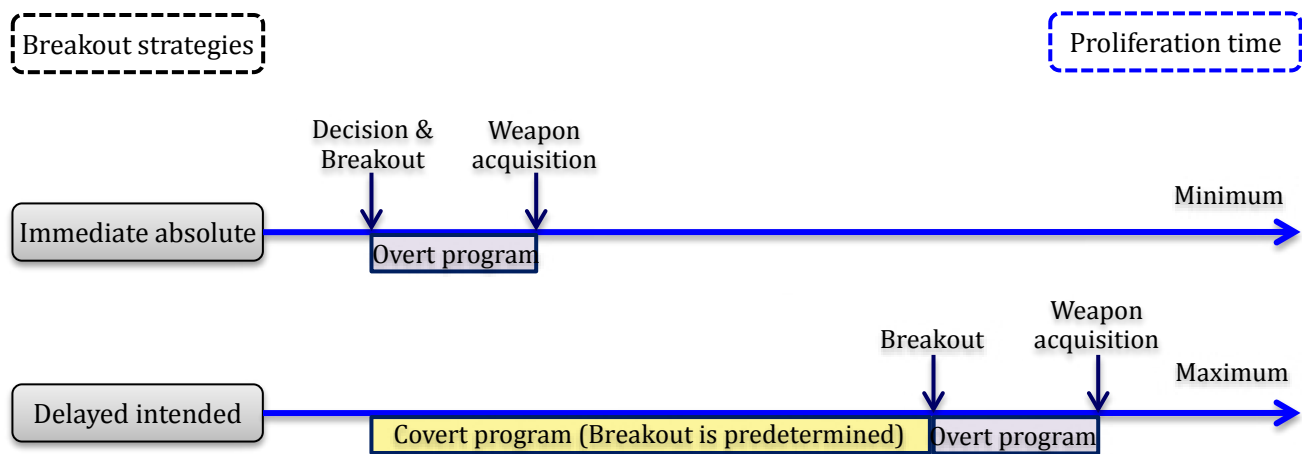 Breakout strategies
Proliferation time
Decision &
Breakout
Weapon
acquisition
Minimum
Immediate absolute
Overt program
Weapon
acquisition
Breakout
Maximum
Delayed intended
Covert program (Breakout is predetermined)
Overt program